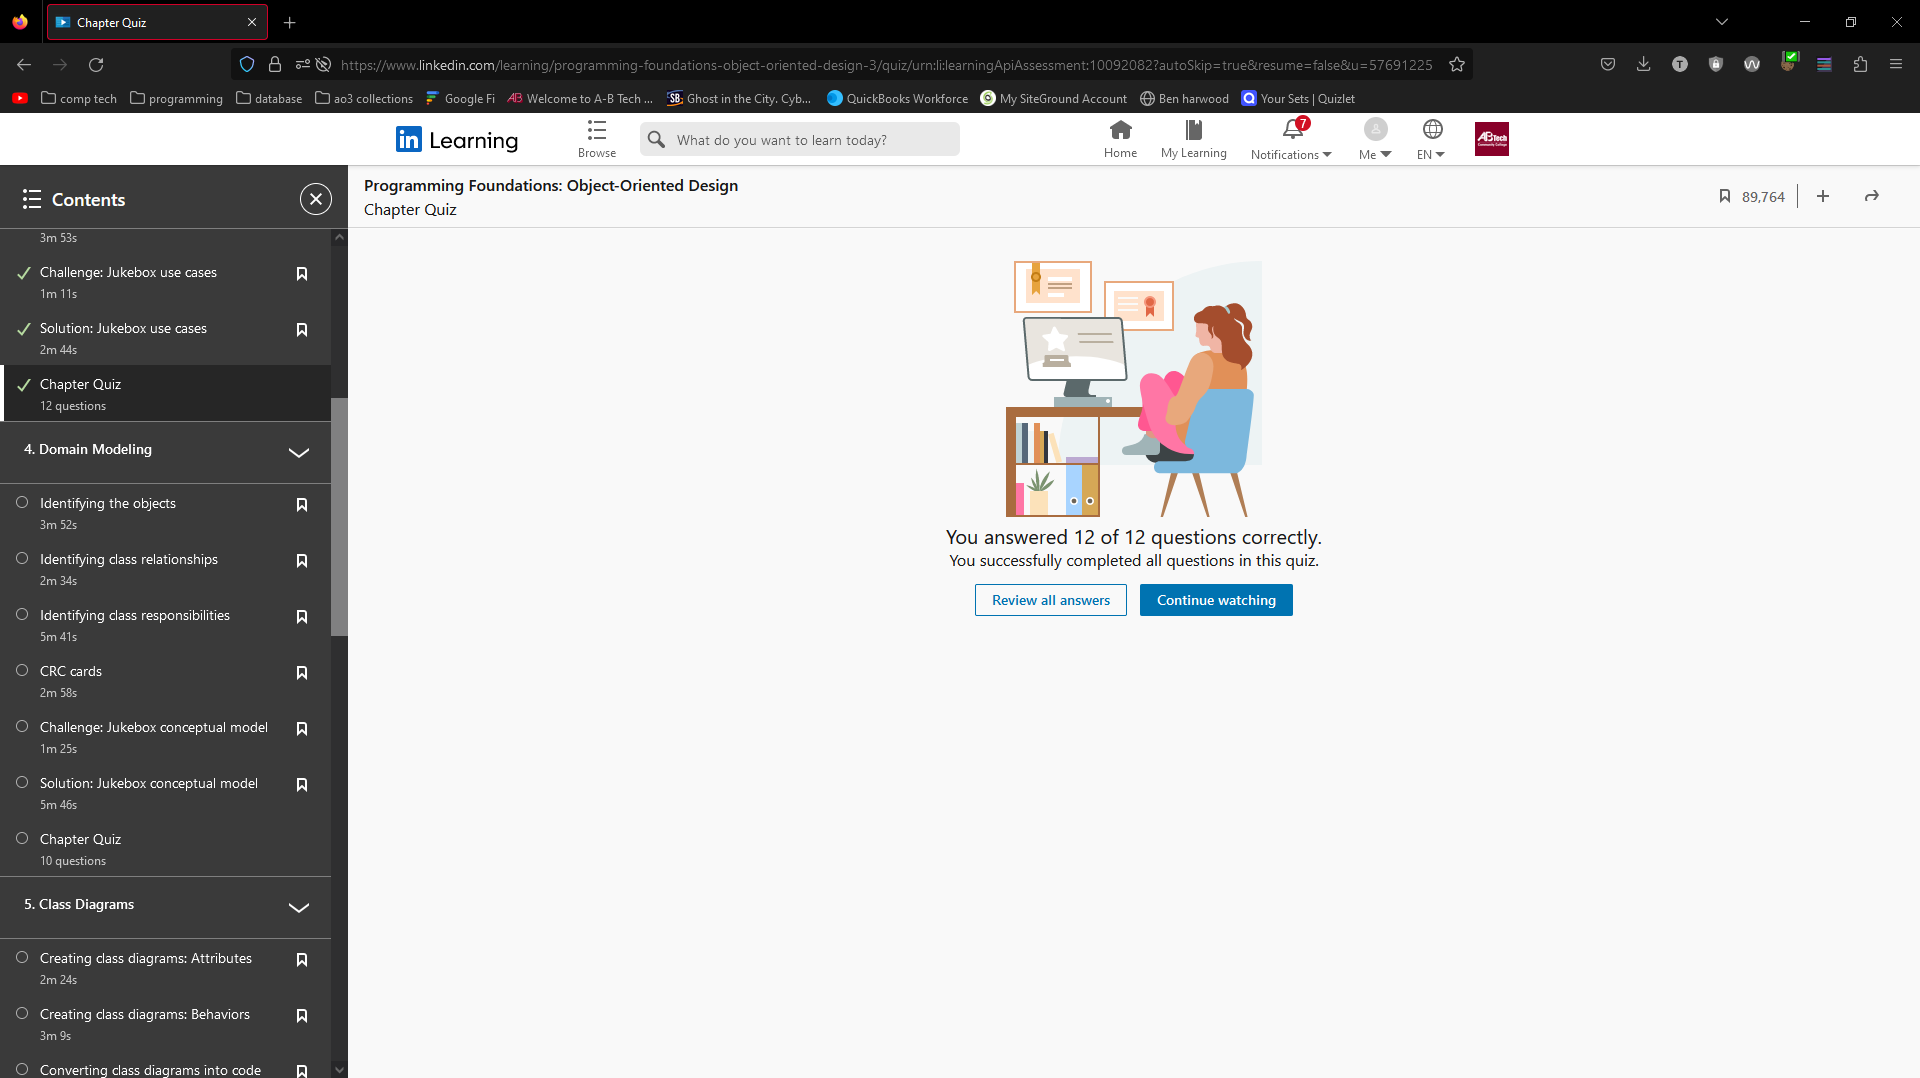 Chapter Quiz
https://www.linkedin.com/learning/programming-foundations-object-oriented-design-3/quiz/urn:li:learningApiAssessment:10092082?autoSkip=true&resume=false&u=57691225
comp tech
programming
database
ao3 collections
Google Fi
Welcome to A-B Tech ...
Ghost in the City. Cyb...
QuickBooks Workforce
My SiteGround Account
Ben harwood
Your Sets | Quizlet
in Learning
Browse
What do you want to learn today?
Home
My Learning
7
Notifications
Me
EN
AB Tech
Community College
Contents
3m 53s
Challenge: Jukebox use cases
1m 11s
Solution: Jukebox use cases
2m 44s
Chapter Quiz
12 questions
4. Domain Modeling
Identifying the objects
3m 52s
Identifying class relationships
2m 34s
Identifying class responsibilities
5m 41s
CRC cards
2m 58s
Challenge: Jukebox conceptual model
1m 25s
Solution: Jukebox conceptual model
5m 46s
Chapter Quiz
10 questions
5. Class Diagrams
Creating class diagrams: Attributes
2m 24s
Creating class diagrams: Behaviors
3m 9s
Converting class diagrams into code
Programming Foundations: Object-Oriented Design
Chapter Quiz
89,764
You answered 12 of 12 questions correctly.
You successfully completed all questions in this quiz.
Review all answers
Continue watching